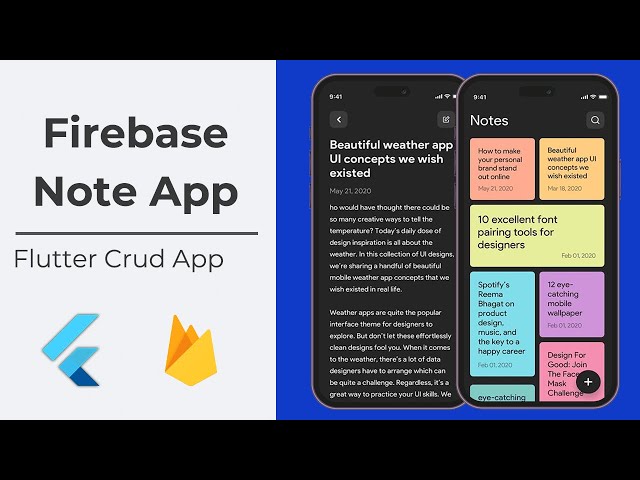 Firebase
Note App
Flutter Crud App
9:41
Beautiful weather app
UI concepts we wish
existed
May 21, 2020
ho would have thought there could be
so many creative ways to tell the
temperature? Today's daily dose of
design inspiration is all about the
weather. In this collection of UI designs,
we're sharing a handful of beautiful
mobile weather app concepts that we
wish existed in real life.
Weather apps are quite the popular
interface theme for designers to
explore. But don't let these effortlessly
clean designs fool you. When it comes
to the weather, there's a lot of data
designers have to arrange which can
be quite a challenge. Regardless, it's a
great way to practice your UI skills. We
9:41
Notes
How to make
your personal
brand stand
out online
May 21, 2020
Beautiful
weather app UI
concepts we
wish existed
Mar 18, 2020
10 excellent font
pairing tools for
designers
Feb 01, 2020
Spotify's
Reema
Bhagat on
product
design,
music, and
the key to a
happy career
Feb 01, 2020
12 eye-
catching
mobile
wallpaper
Feb 01, 2020
Design For
Good: Join
The Face
Mask
Challenge
eye-catching